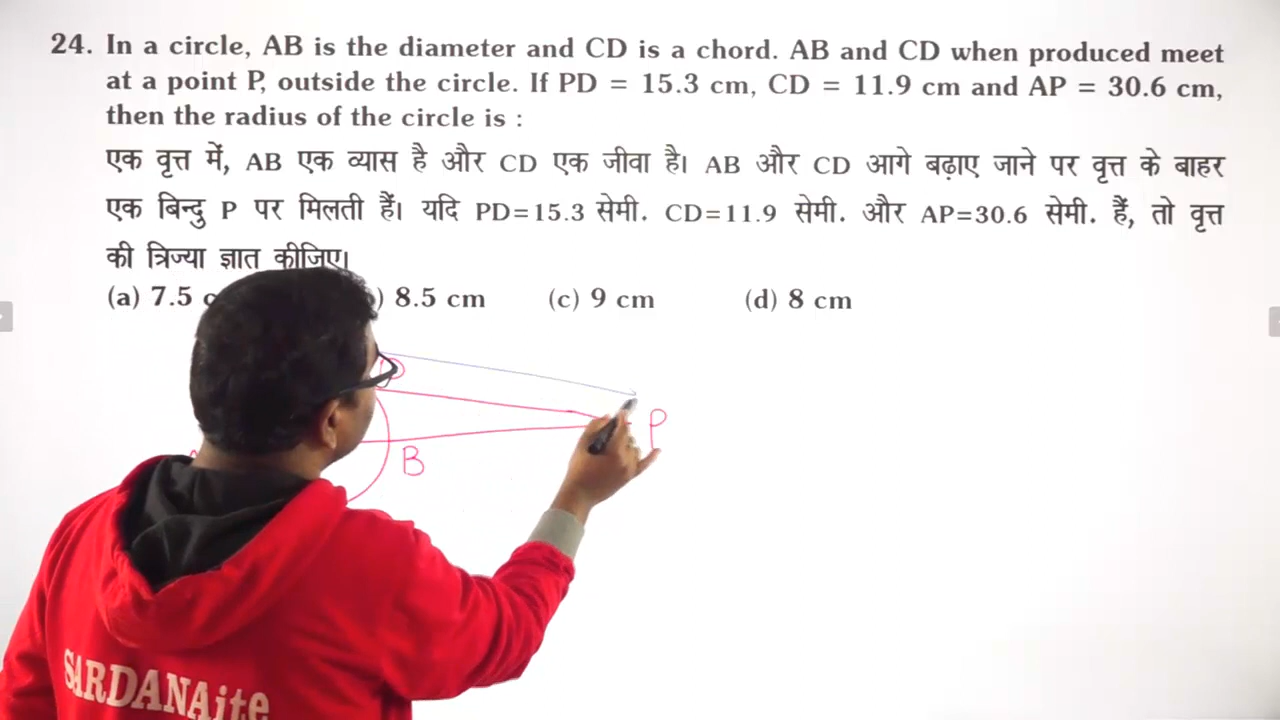 24. In a circle, AB is the diameter and CD is a chord. AB and CD when produced meet
at a point P, outside the circle. If PD = 15.3 cm, CD = 11.9 cm and AP = 30.6 cm,
then the radius of the circle is :
एक वृत्त में, AB एक व्यास है और CD एक जीवा है। AB और CD आगे बढ़ाए जाने पर वृत्त के बाहर
एक बिन्दु P पर मिलती हैं। यदि PD=15.3 सेमी. CD=11.9 सेमी. और AP=30.6 सेमी. हैं, तो वृत्त
की त्रिज्या ज्ञात कीजिए।
(a) 7.5 c ) 8.5 cm (c) 9 cm (d) 8 cm
D
P
B
SARDANAite